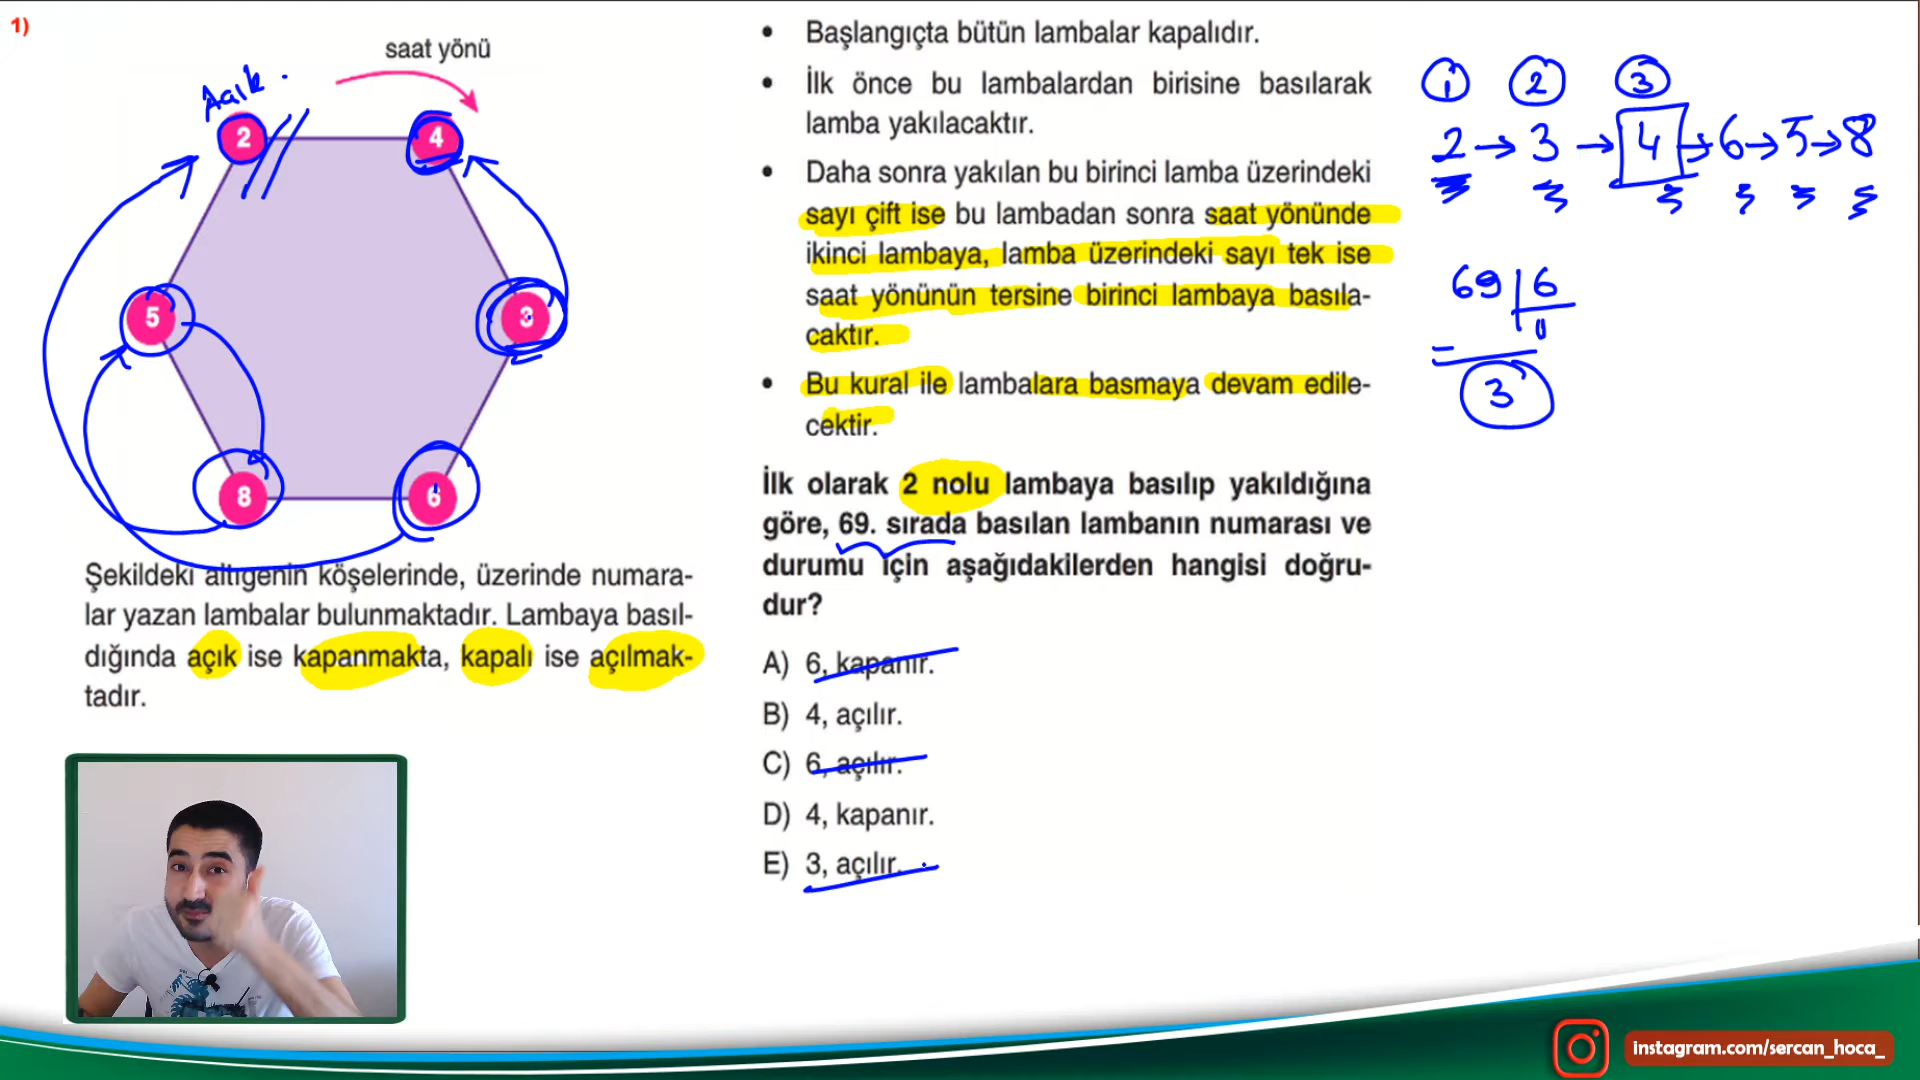 1)
saat yönü
Açık
2
4
5
3
8
6
Şekildeki altıgenin köşelerinde, üzerinde numara-
lar yazan lambalar bulunmaktadır. Lambaya basıl-
dığında açık ise kapanmakta, kapalı ise açılmak-
tadır.
• Başlangıçta bütün lambalar kapalıdır.
• İlk önce bu lambalardan birisine basılarak
lamba yakılacaktır.
• Daha sonra yakılan bu birinci lamba üzerindeki
sayı çift ise bu lambadan sonra saat yönünde
ikinci lambaya, lamba üzerindeki sayı tek ise
saat yönünün tersine birinci lambaya basıla-
caktır.
• Bu kural ile lambalara basmaya devam edile-
cektir.
İlk olarak 2 nolu lambaya basılıp yakıldığına
göre, 69. sırada basılan lambanın numarası ve
durumu için aşağıdakilerden hangisi doğru-
dur?
A) 6, kapanır.
B) 4, açılır.
C) 6, açılır.
D) 4, kapanır.
E) 3, açılır.
1 2 3
2 → 3 → 4 → 6 → 5 → 8
69 6
11
3
instagram.com/sercan_hoca_